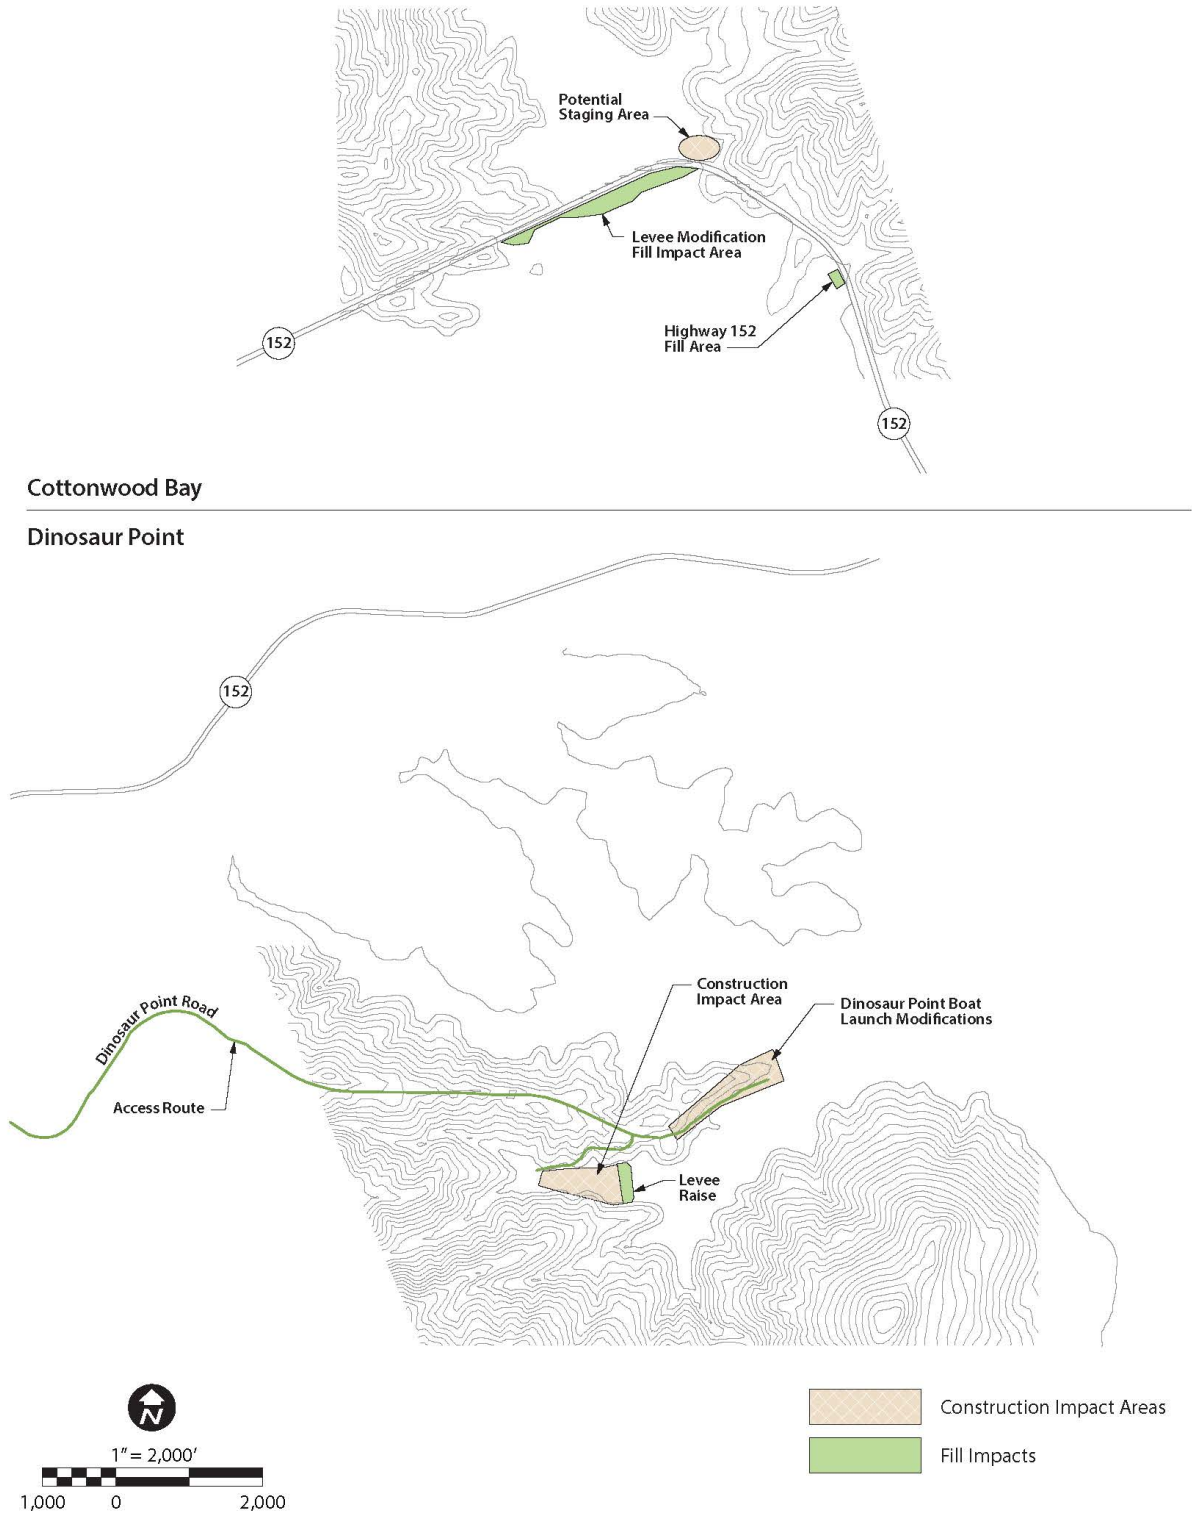 Potential
Staging Area
Levee Modification
Fill Impact Area
Highway 152
Fill Area
152
152
Cottonwood Bay
Dinosaur Point
152
Construction
Impact Area
Dinosaur Point Boat
Launch Modifications
Dinosaur Point Road
Access Route
Levee
Raise
N
1” = 2,000’
1,000 0 2,000
Construction Impact Areas
Fill Impacts